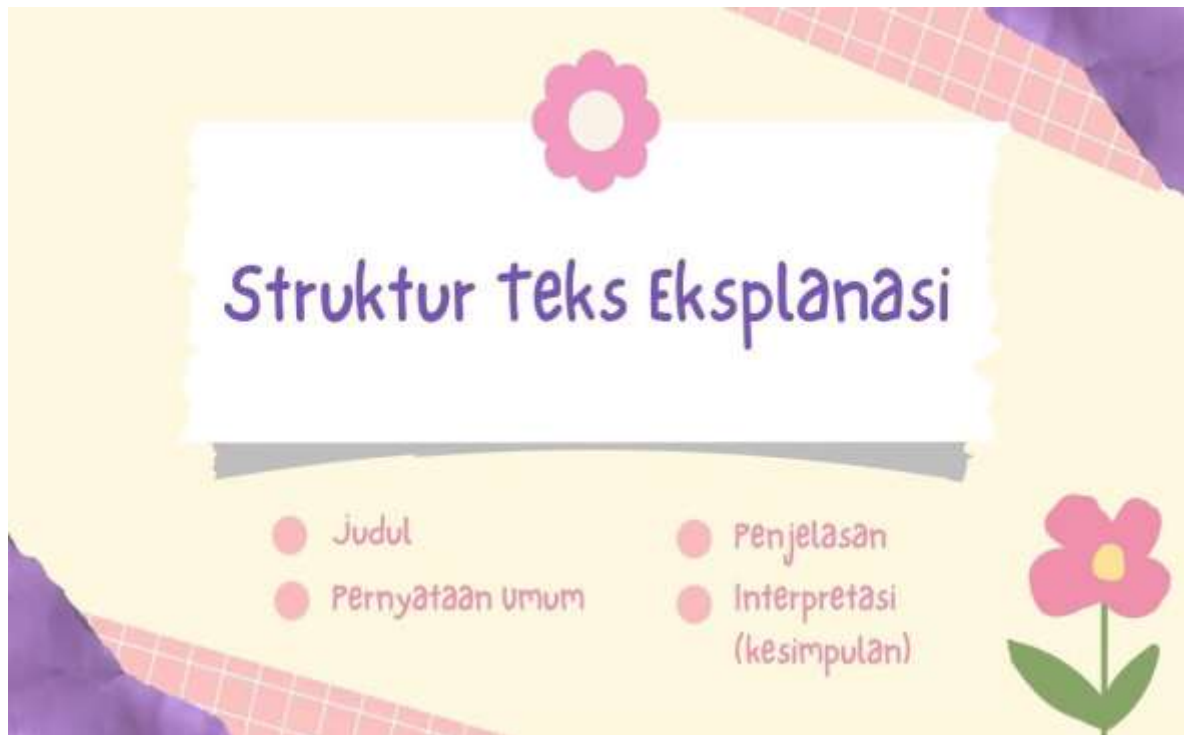 Struktur Teks Eksplanasi
Judul
Pernyataan Umum
Penjelasan
Interpretasi
(kesimpulan)